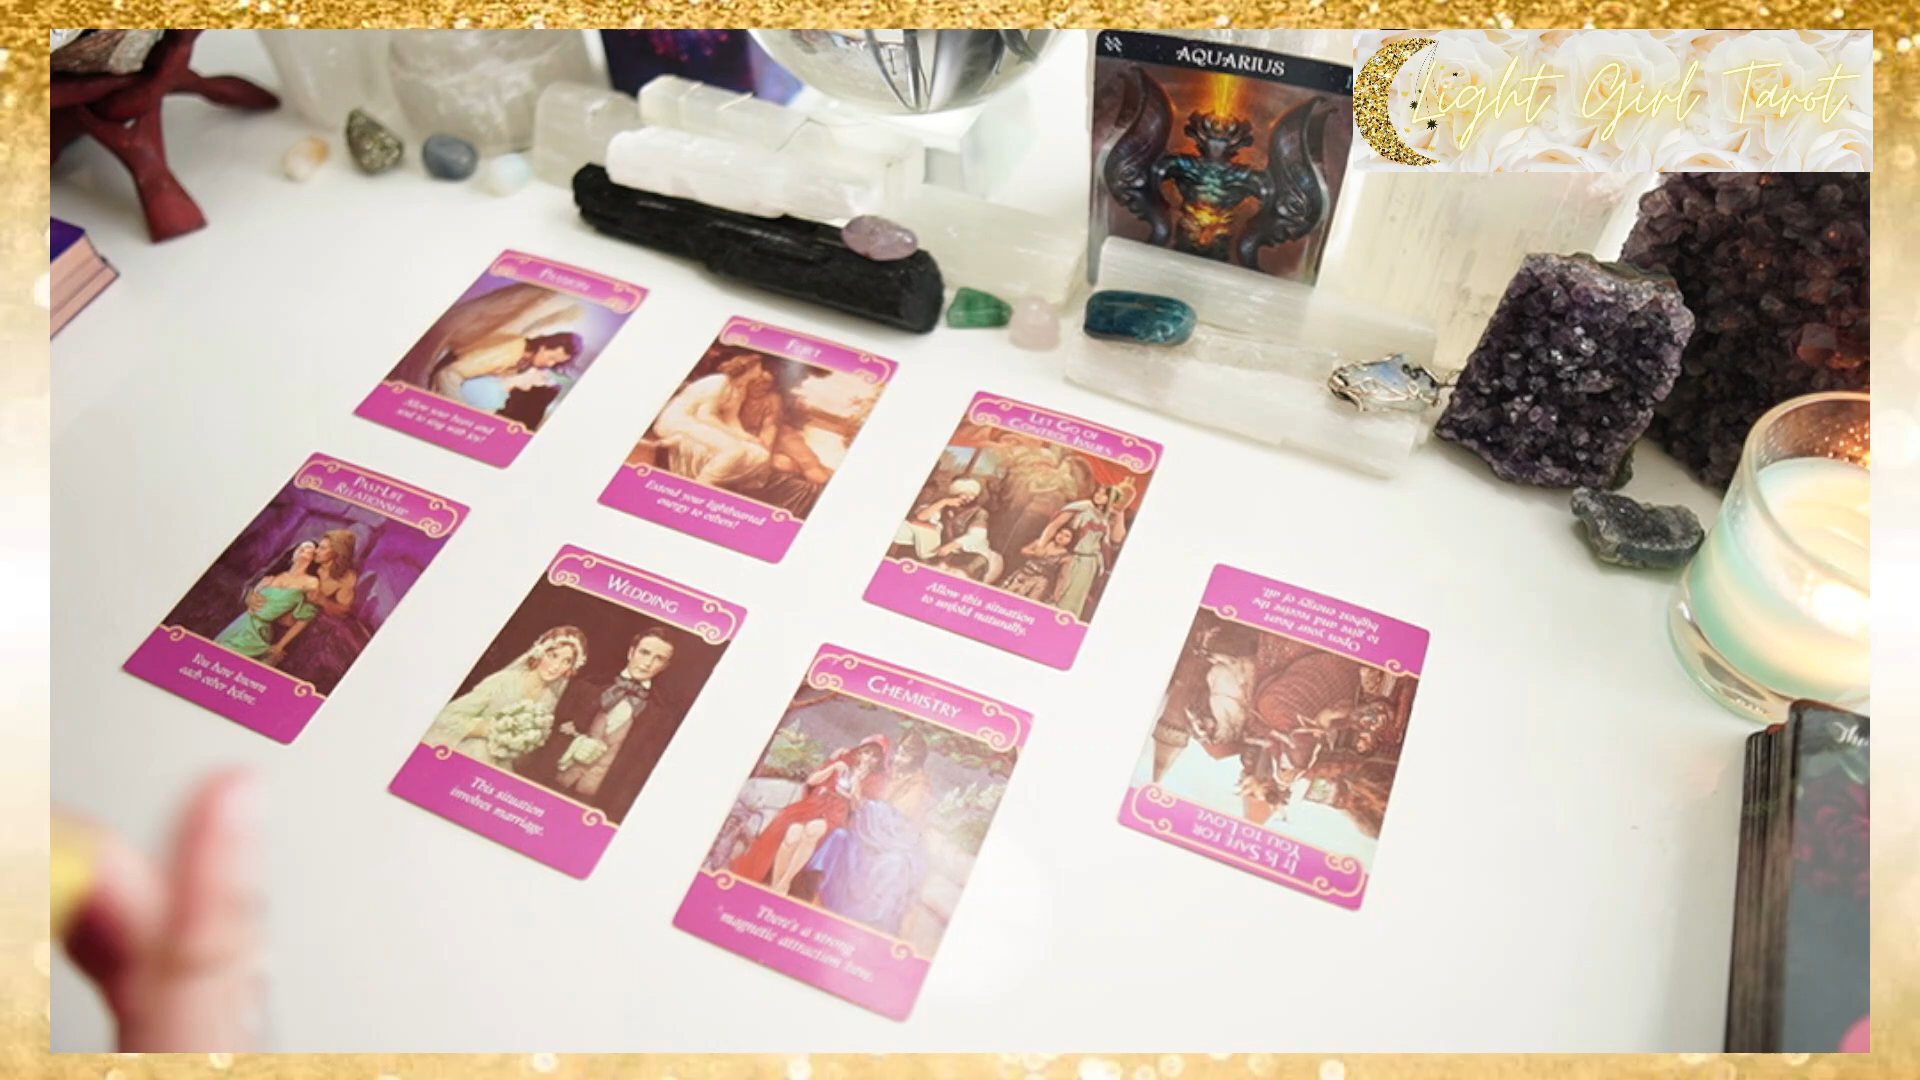 AQUARIUS
Light Girl Tarot
PASSION
Allow your heart and
soul to sing with joy!
FLIRT
Extend your lighthearted
energy to others!
LET GO OF
CONTROL ISSUES
Allow this situation
to unfold naturally.
PAST-LIFE
RELATIONSHIP
You have known
each other before.
WEDDING
This situation
involves marriage.
CHEMISTRY
There's a strong
magnetic attraction here.
IT IS SAFE FOR
YOU TO LOVE
Open your heart
to give and receive the
highest energy of all.
The